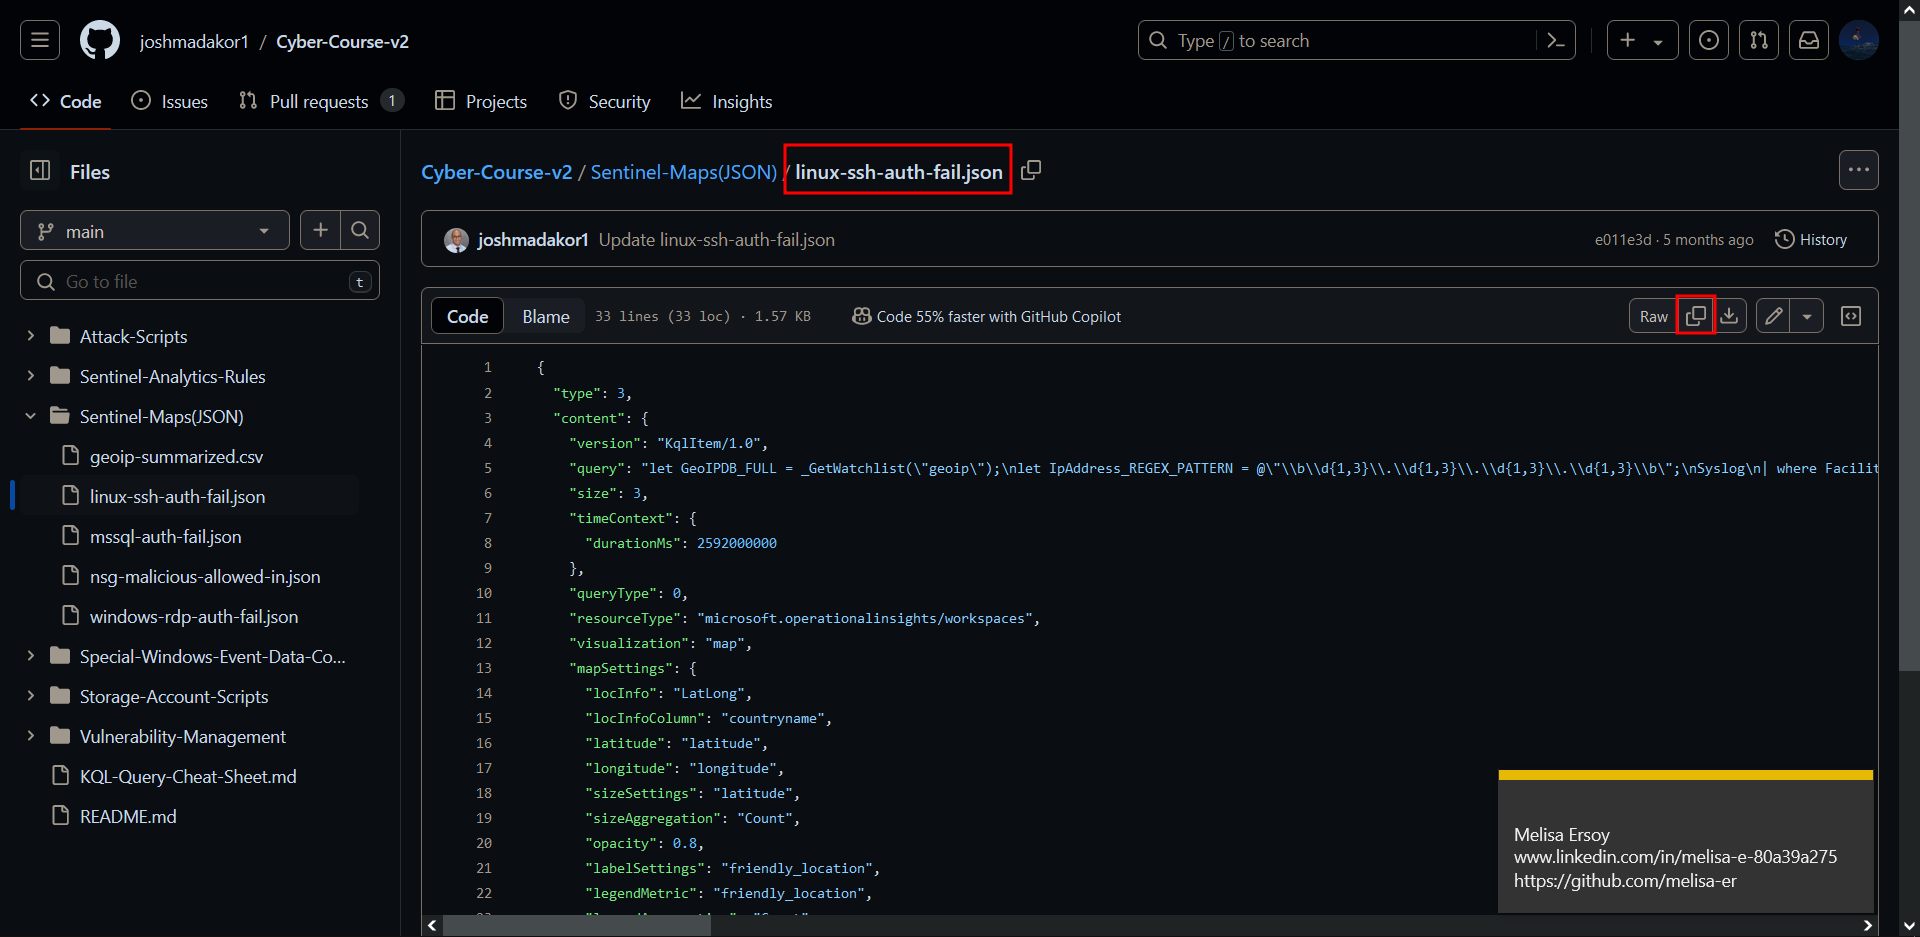 joshmadakor1 / Cyber-Course-v2
Type / to search
Code
Issues
Pull requests 1
Projects
Security
Insights
Files
main
Go to file
t
Attack-Scripts
Sentinel-Analytics-Rules
Sentinel-Maps(JSON)
geoip-summarized.csv
linux-ssh-auth-fail.json
mssql-auth-fail.json
nsg-malicious-allowed-in.json
windows-rdp-auth-fail.json
Special-Windows-Event-Data-Co...
Storage-Account-Scripts
Vulnerability-Management
KQL-Query-Cheat-Sheet.md
README.md
Cyber-Course-v2 / Sentinel-Maps(JSON) / linux-ssh-auth-fail.json
joshmadakor1 Update linux-ssh-auth-fail.json
e011e3d · 5 months ago
History
Code Blame 33 lines (33 loc) · 1.57 KB
Code 55% faster with GitHub Copilot
Raw
1 {
2 "type": 3,
3 "content": {
4 "version": "KqlItem/1.0",
5 "query": "let GeoIPDB_FULL = _GetWatchlist(\"geoip\");\nlet IpAddress_REGEX_PATTERN = @\"\\b\\d{1,3}\\.\\d{1,3}\\.\\d{1,3}\\.\\d{1,3}\\b\";\nSyslog\n| where Facilit
6 "size": 3,
7 "timeContext": {
8 "durationMs": 2592000000
9 },
10 "queryType": 0,
11 "resourceType": "microsoft.operationalinsights/workspaces",
12 "visualization": "map",
13 "mapSettings": {
14 "locInfo": "LatLong",
15 "locInfoColumn": "countryname",
16 "latitude": "latitude",
17 "longitude": "longitude",
18 "sizeSettings": "latitude",
19 "sizeAggregation": "Count",
20 "opacity": 0.8,
21 "labelSettings": "friendly_location",
22 "legendMetric": "friendly_location",
Melisa Ersoy
www.linkedin.com/in/melisa-e-80a39a275
https://github.com/melisa-er